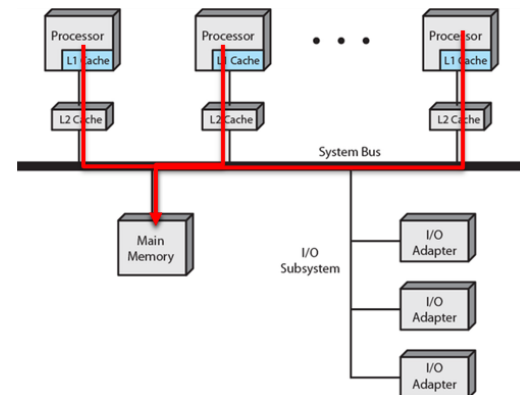 Processor
L1 Cache
Processor
L1 Cache
• • •
Processor
L1 Cache
L2 Cache
L2 Cache
L2 Cache
System Bus
Main
Memory
I/O
Subsystem
I/O
Adapter
I/O
Adapter
I/O
Adapter